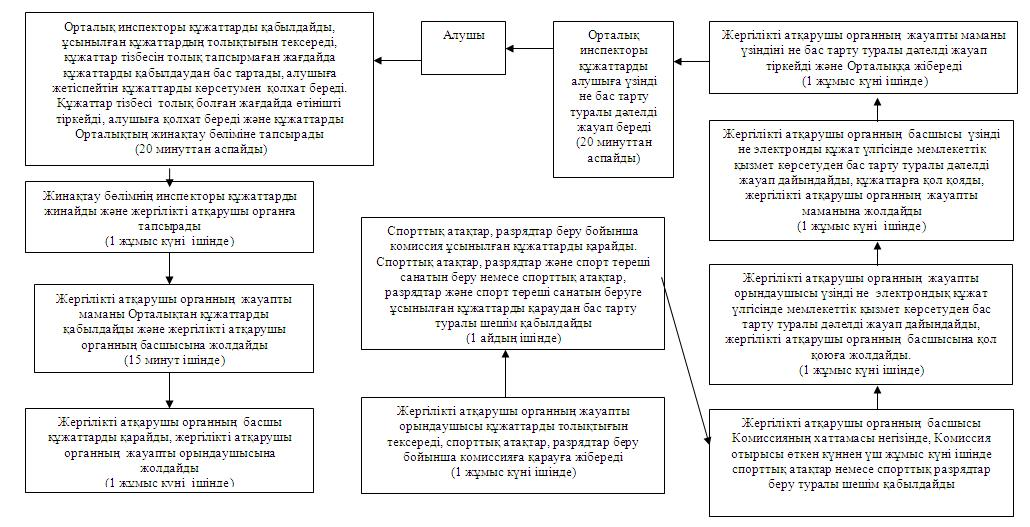 Алушы
Орталық инспекторы құжаттарды қабылдайды,
ұсынылған құжаттардың толықтығын тексереді,
құжаттар тізбесін толық тапсырмаған жағдайда
құжаттарды қабылдаудан бас тартады, алушыға
жетіспейтін құжаттарды көрсетумен қолхат береді.
Құжаттар тізбесі толық болған жағдайда өтінішті
тіркейді, алушыға қолхат береді және құжаттарды
Орталықтың жинақтау бөліміне тапсырады
(20 минуттан аспайды)
Жинақтау бөлімнің инспекторы құжаттарды
жинайды және жергілікті атқарушы органға
тапсырады
(1 жұмыс күні ішінде)
Жергілікті атқарушы органның жауапты
маманы Орталықтан құжаттарды
қабылдайды және жергілікті атқарушы
органның басшысына жолдайды
(15 минут ішінде)
Жергілікті атқарушы органның басшы
құжаттарды қарайды, жергілікті атқарушы
органның жауапты орындаушысына
жолдайды
(1 жұмыс күні ішінде)
Жергілікті атқарушы органның жауапты
орындаушысы құжаттарды толықтығын
тексереді, спорттық атақтар, разрядтар беру
бойынша комиссияға қарауға жібереді
(1 жұмыс күні ішінде)
Спорттық атақтар, разрядтар беру бойынша
комиссия ұсынылған құжаттарды қарайды.
Спорттық атақтар, разрядтар және спорт төреші
санатын беру немесе спорттық атақтар,
разрядтар және спорт төреші санатын беруге
ұсынылған құжаттарды қараудан бас тарту
туралы шешім қабылдайды
(1 айдың ішінде)
Жергілікті атқарушы органның басшысы
Комиссияның хаттамасы негізінде, Комиссия
отырысы өткен күннен үш жұмыс күні ішінде
спорттық атақтар немесе спорттық разрядтар
беру туралы шешім қабылдайды
Жергілікті атқарушы органның жауапты
орындаушысы үзінді не электрондық құжат
үлгісінде мемлекеттік қызмет көрсетуден бас
тарту туралы дәлелді жауап дайындайды,
жергілікті атқарушы органның басшысына қол
қоюға жолдайды.
(1 жұмыс күні ішінде)
Жергілікті атқарушы органның басшысы үзінді
не электронды құжат үлгісінде мемлекеттік
қызмет көрсетуден бас тарту туралы дәлелді
жауап дайындайды, құжаттарға қол қояды,
жергілікті атқарушы органның жауапты
маманына жолдайды
(1 жұмыс күні ішінде)
Жергілікті атқарушы органның жауапты маманы
үзіндіні не бас тарту туралы дәлелді жауап
тіркейді және Орталыққа жібереді
(1 жұмыс күні ішінде)
Орталық
инспекторы
құжаттарды
алушыға үзінді
не бас тарту
туралы дәлелді
жауап береді
(20 минуттан
аспайды)